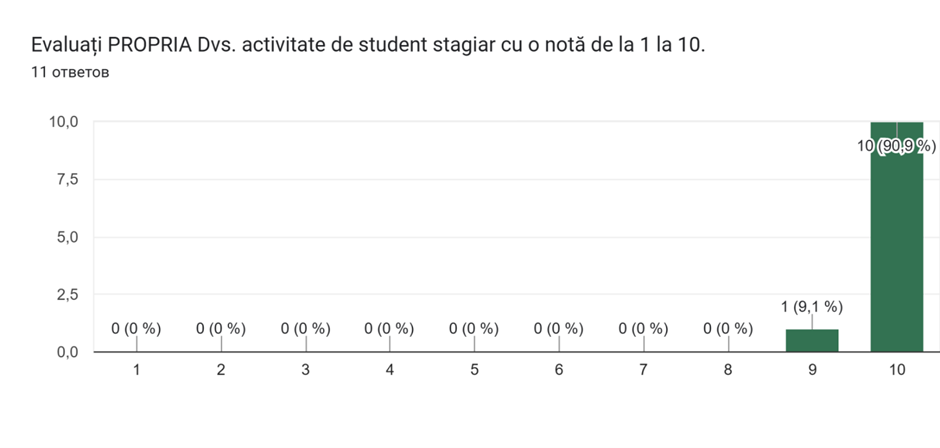 Evaluați PROPRIA Dvs. activitate de student stagiar cu o notă de la 1 la 10.
11 ответов
10,0
10 (90,9 %)
7,5
5,0
2,5
1 (9,1 %)
0 (0 %) 0 (0 %) 0 (0 %) 0 (0 %) 0 (0 %) 0 (0 %) 0 (0 %) 0 (0 %)
0,0
1 2 3 4 5 6 7 8 9 10